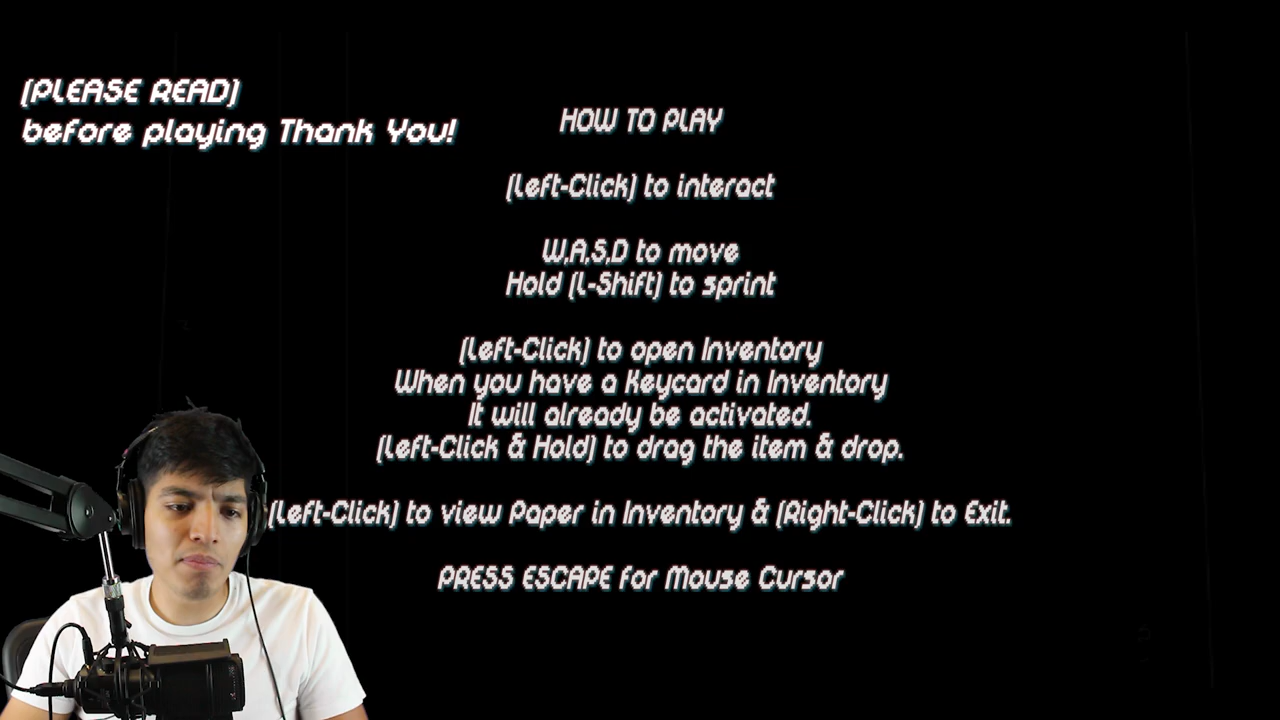 (PLEASE READ)
before playing Thank You!
HOW TO PLAY
(Left-Click) to interact
W,A,S,D to move
Hold (L-Shift) to sprint
(Left-Click) to open Inventory
When you have a Keycard in Inventory
It will already be activated.
(Left-Click & Hold) to drag the item & drop.
(Left-Click) to view Paper in Inventory & (Right-Click) to Exit.
PRESS ESCAPE for Mouse Cursor